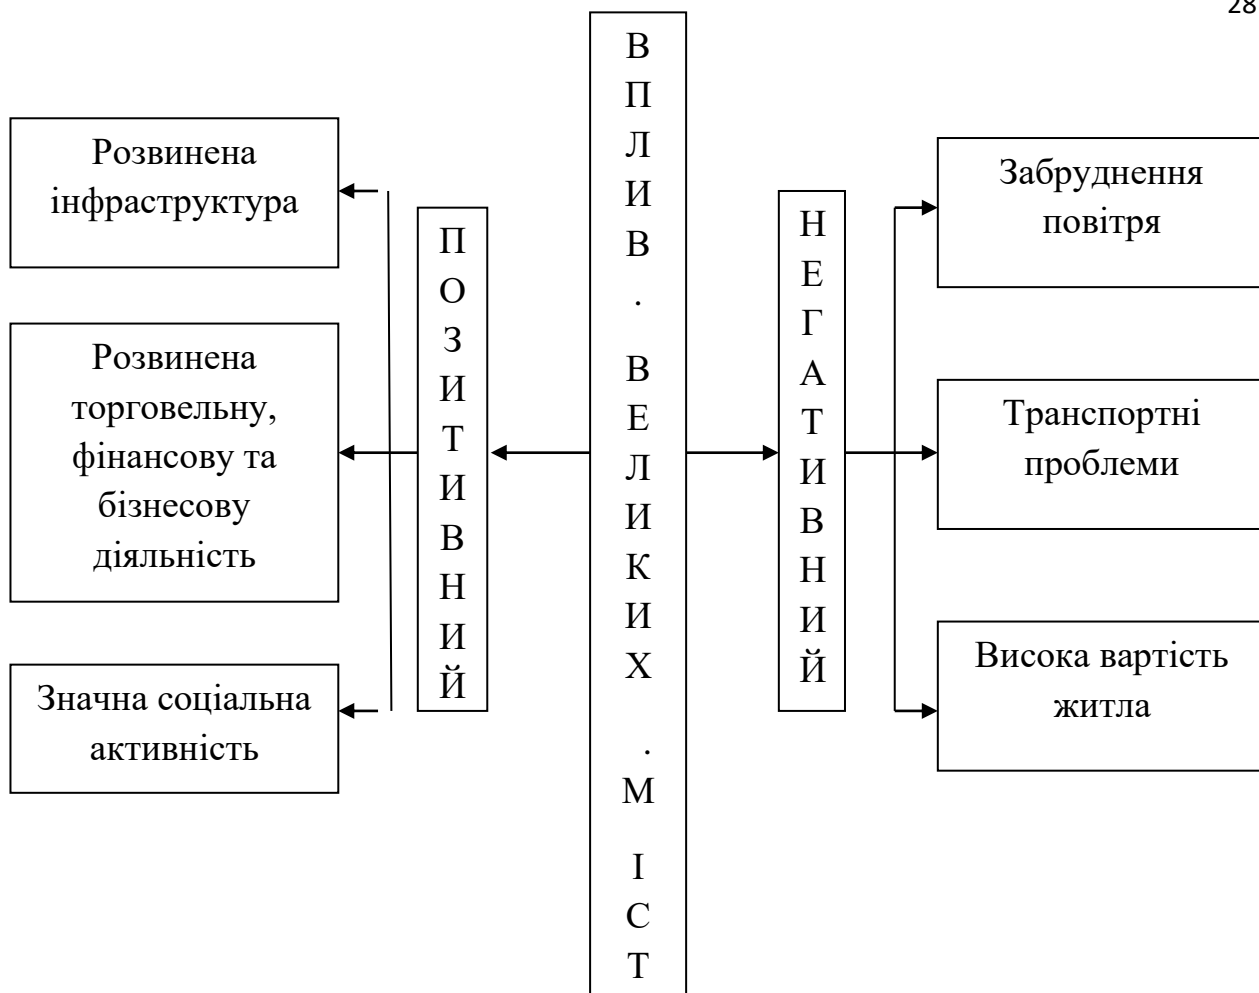 28
Розвинена
інфраструктура
Розвинена
торговельну,
фінансову та
бізнесову
діяльність
Значна соціальна
активність
П
О
З
И
Т
И
В
Н
И
Й
В
П
Л
И
В
.
В
Е
Л
И
К
И
Х
.
М
І
С
Т
Н
Е
Г
А
Т
И
В
Н
И
Й
Забруднення
повітря
Транспортні
проблеми
Висока вартість
житла